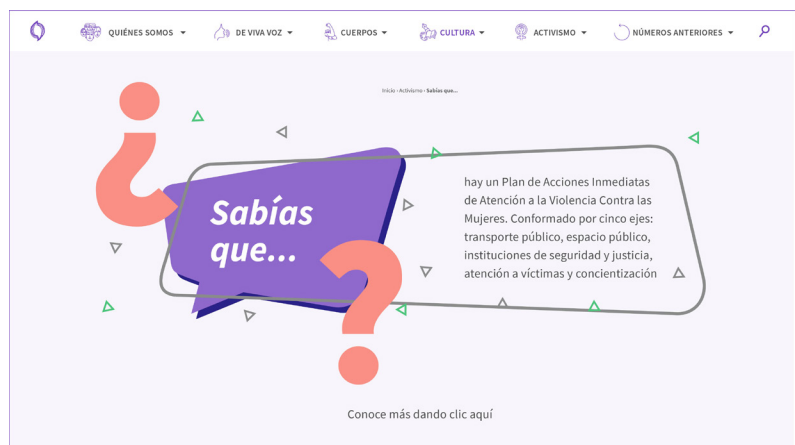 QUIÉNES SOMOS DE VIVA VOZ CUERPOS CULTURA ACTIVISMO NÚMEROS ANTERIORES
Inicio › Activismo › Sabías que...
¿
Sabías
que...
?
hay un Plan de Acciones Inmediatas
de Atención a la Violencia Contra las
Mujeres. Conformado por cinco ejes:
transporte público, espacio público,
instituciones de seguridad y justicia,
atención a víctimas y concientización
Conoce más dando clic aquí